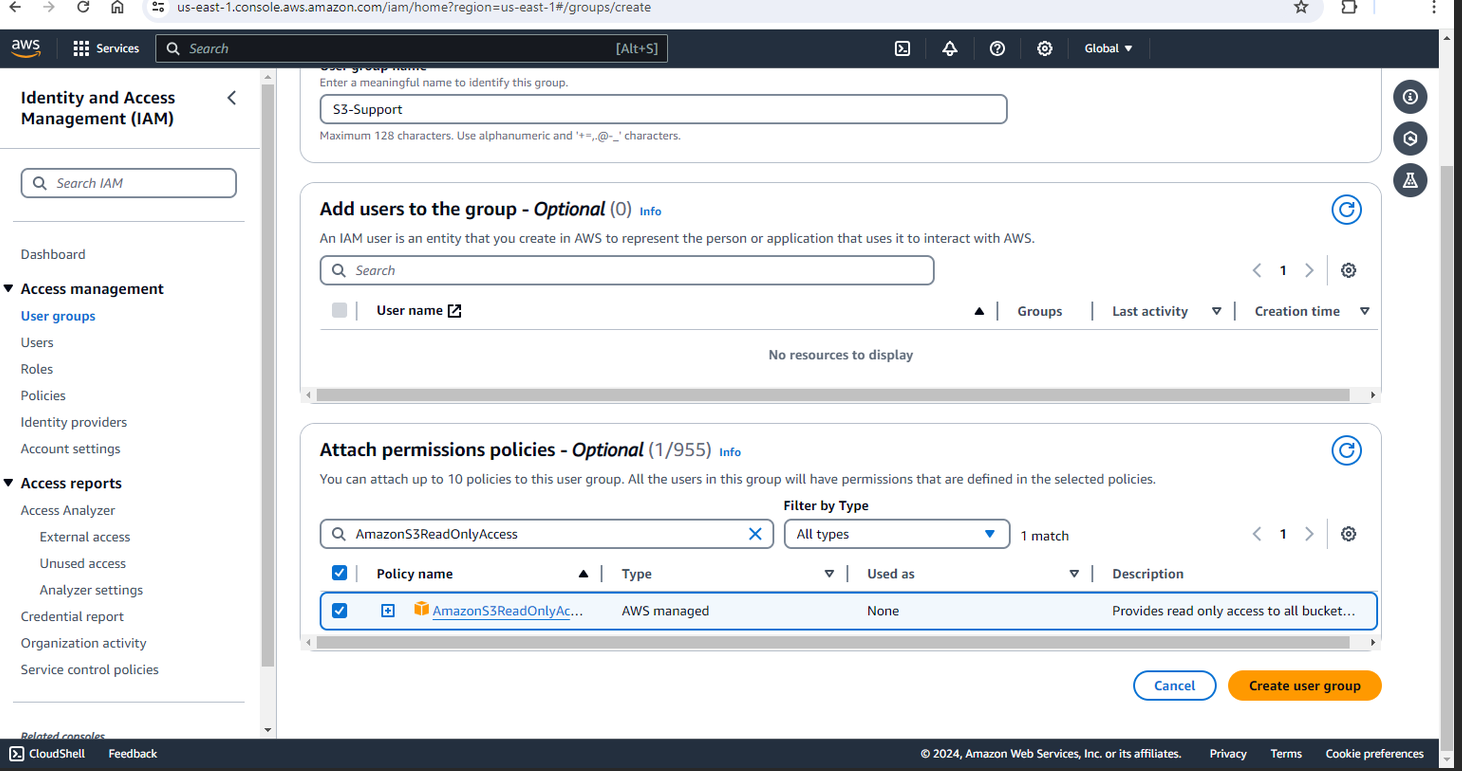 us-east-1.console.aws.amazon.com/iam/home?region=us-east-1#/groups/create
aws
Services
Search
[Alt+S]
Global
Identity and Access
Management (IAM)
Search IAM
Dashboard
Access management
User groups
Users
Roles
Policies
Identity providers
Account settings
Access reports
Access Analyzer
External access
Unused access
Analyzer settings
Credential report
Organization activity
Service control policies
Related consoles
User group name
Enter a meaningful name to identify this group.
S3-Support
Maximum 128 characters. Use alphanumeric and '+=,.@-_' characters.
Add users to the group - Optional (0) Info
An IAM user is an entity that you create in AWS to represent the person or application that uses it to interact with AWS.
Search
1
User name Groups Last activity Creation time
No resources to display
Attach permissions policies - Optional (1/955) Info
You can attach up to 10 policies to this user group. All the users in this group will have permissions that are defined in the selected policies.
Filter by Type
AmazonS3ReadOnlyAccess All types 1 match 1
Policy name Type Used as Description
AmazonS3ReadOnlyAc... AWS managed None Provides read only access to all bucket...
Cancel Create user group
CloudShell Feedback © 2024, Amazon Web Services, Inc. or its affiliates. Privacy Terms Cookie preferences